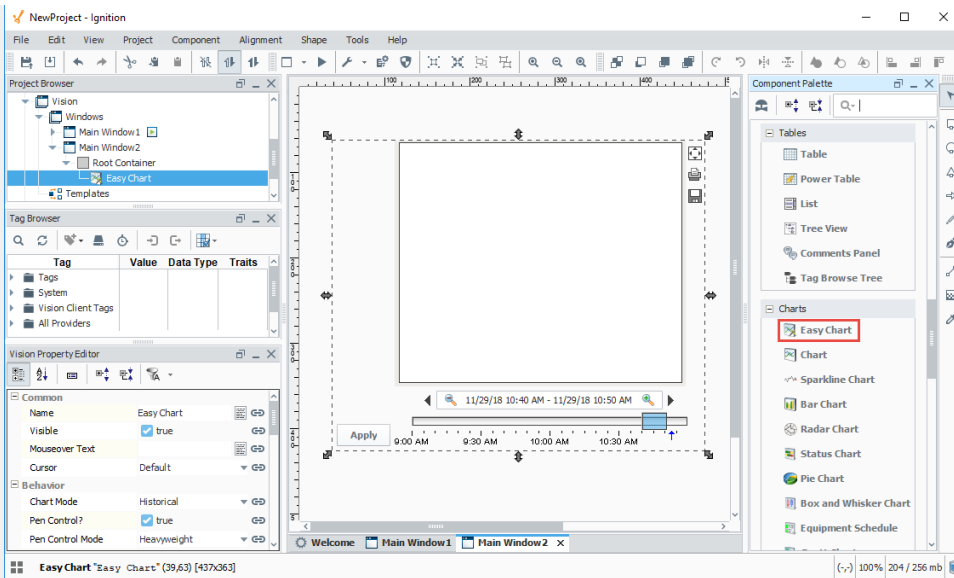 NewProject - Ignition
File Edit View Project Component Alignment Shape Tools Help
Project Browser
Vision
Windows
Main Window1
Main Window2
Root Container
Easy Chart
Templates
Tag Browser
Tag Value Data Type Traits
Tags
System
Vision Client Tags
All Providers
Vision Property Editor
Common
Name Easy Chart
Visible true
Mouseover Text
Cursor Default
Behavior
Chart Mode Historical
Pen Control? true
Pen Control Mode Heavyweight
100 200 300 400
11/29/18 10:40 AM - 11/29/18 10:50 AM
Apply
9:00 AM 9:30 AM 10:00 AM 10:30 AM
Welcome Main Window1 Main Window2
Component Palette
Tables
Table
Power Table
List
Tree View
Comments Panel
Tag Browse Tree
Charts
Easy Chart
Chart
Sparkline Chart
Bar Chart
Radar Chart
Status Chart
Pie Chart
Box and Whisker Chart
Equipment Schedule
Easy Chart "Easy Chart" (39,63) [437x363]
(-,-) 100% 204 / 256 mb